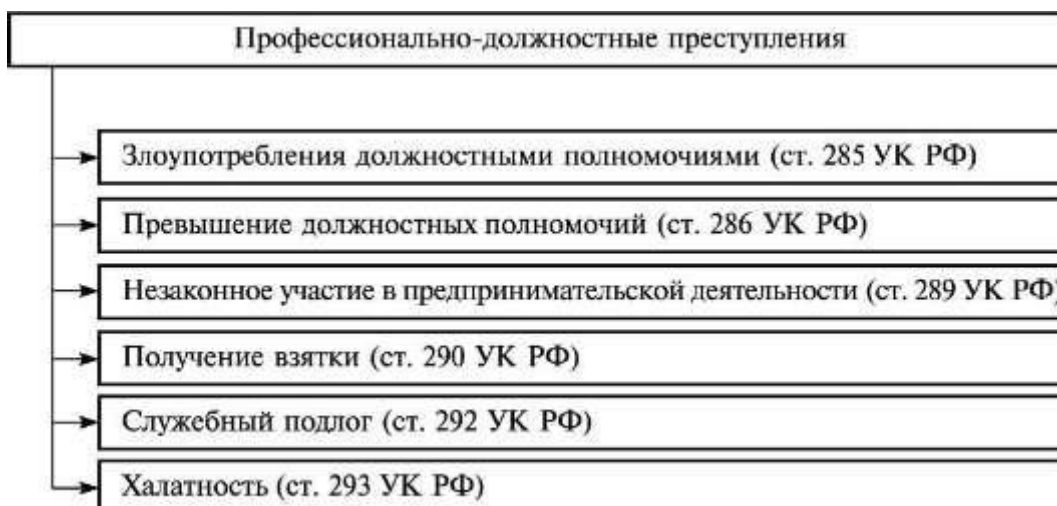 Профессионально-должностные преступления
Злоупотребления должностными полномочиями (ст. 285 УК РФ)
Превышение должностных полномочий (ст. 286 УК РФ)
Незаконное участие в предпринимательской деятельности (ст. 289 УК РФ)
Получение взятки (ст. 290 УК РФ)
Служебный подлог (ст. 292 УК РФ)
Халатность (ст. 293 УК РФ)